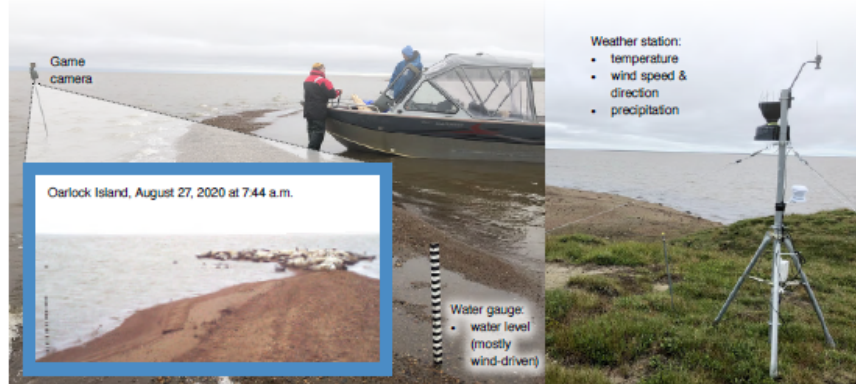 Game
camera
Oarlock Island, August 27, 2020 at 7:44 a.m.
Water gauge:
• water level
(mostly
wind-driven)
Weather station:
• temperature
• wind speed &
direction
• precipitation